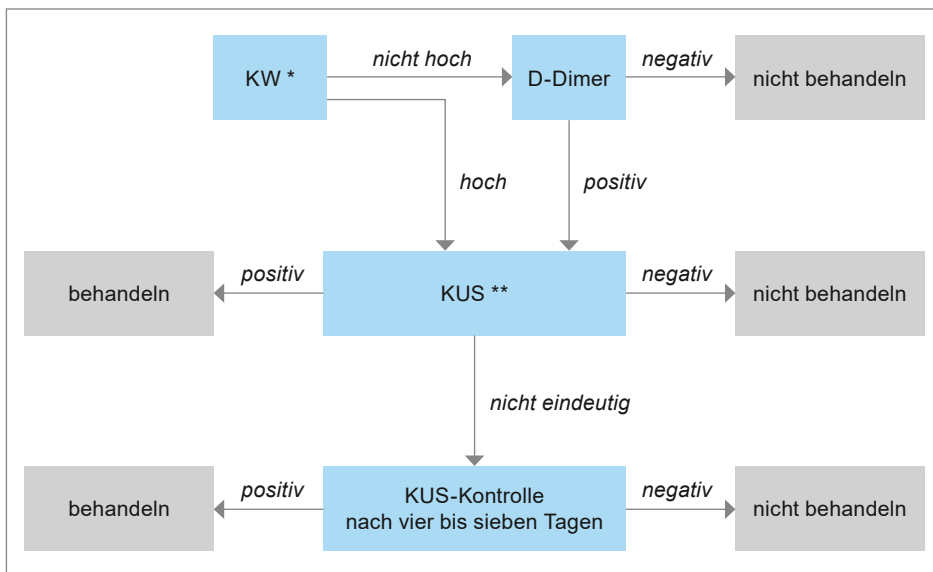 KW *
nicht hoch
D-Dimer
negativ
nicht behandeln
hoch
positiv
behandeln
positiv
KUS **
negativ
nicht behandeln
nicht eindeutig
behandeln
positiv
KUS-Kontrolle
nach vier bis sieben Tagen
negativ
nicht behandeln